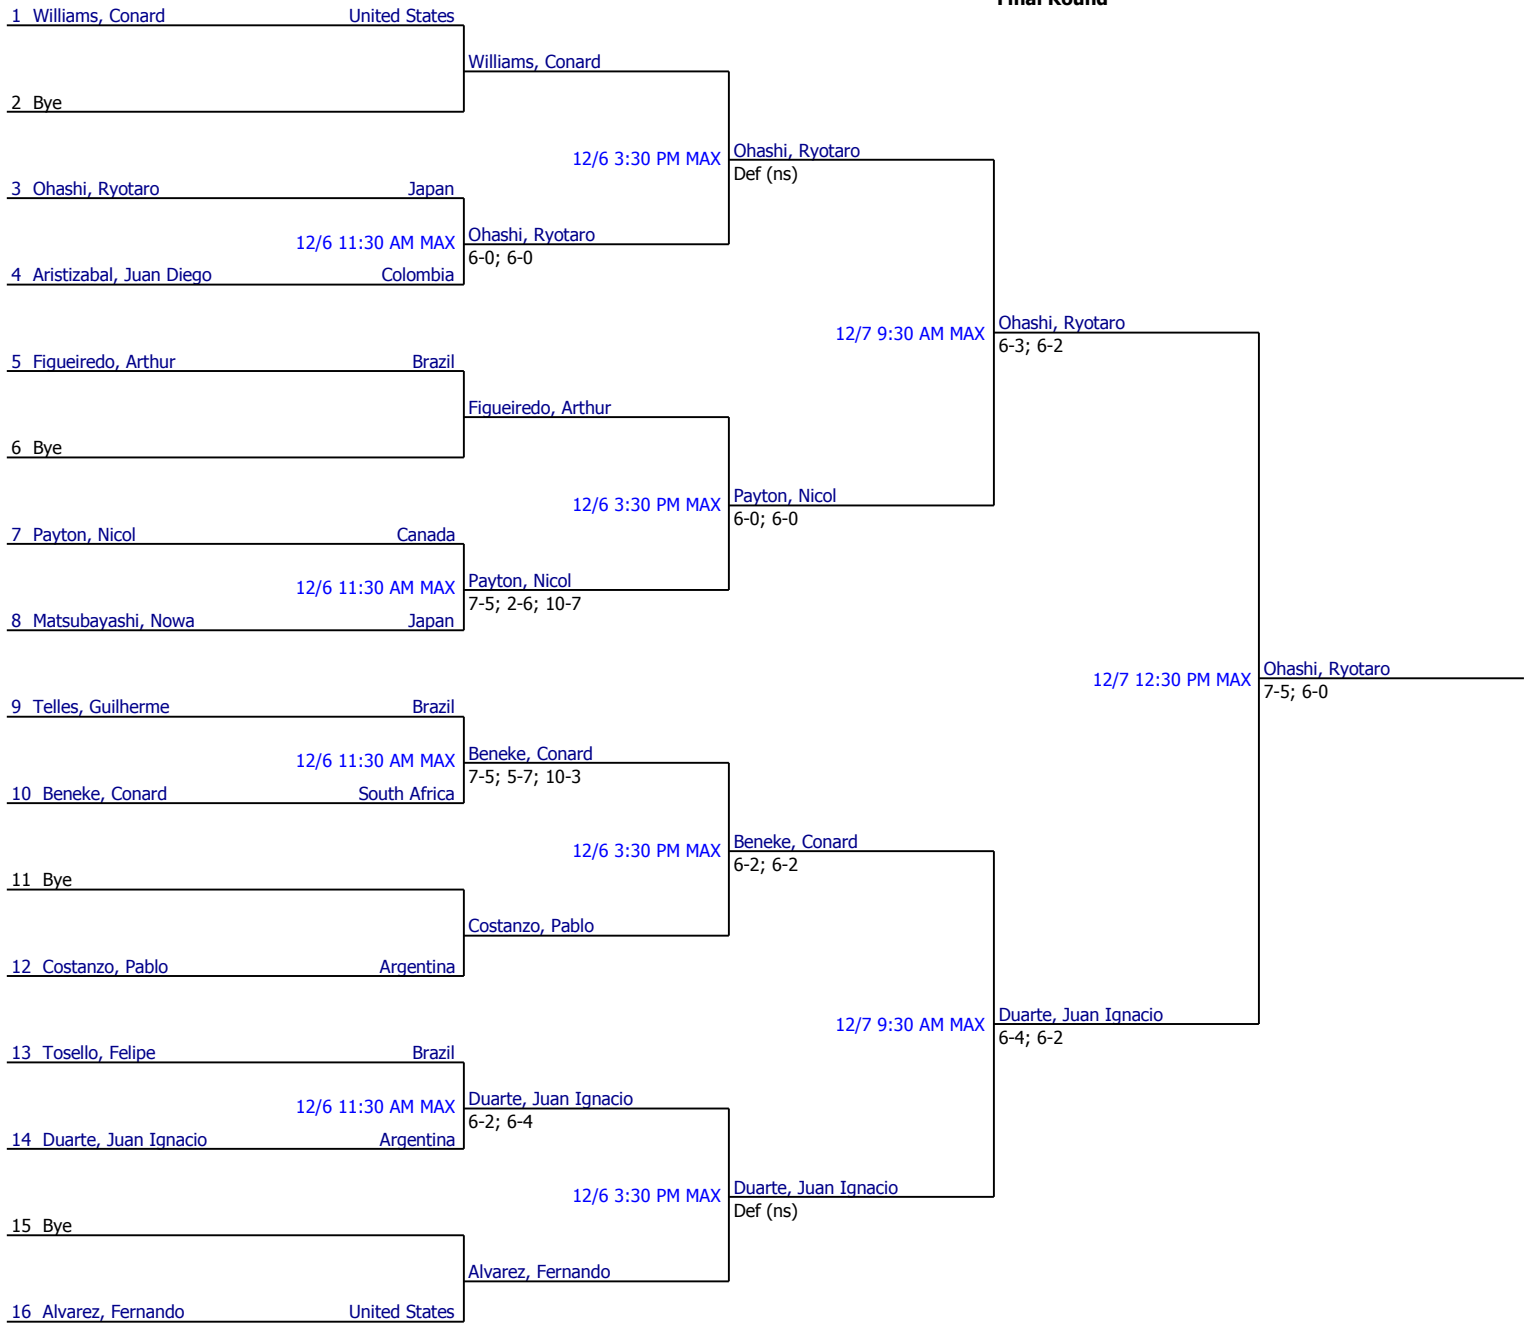 Final Round
1 Williams, Conard United States
Williams, Conard
2 Bye
12/6 3:30 PM MAX Ohashi, Ryotaro
Def (ns)
3 Ohashi, Ryotaro Japan
12/6 11:30 AM MAX Ohashi, Ryotaro
6-0; 6-0
4 Aristizabal, Juan Diego Colombia
12/7 9:30 AM MAX Ohashi, Ryotaro
6-3; 6-2
5 Figueiredo, Arthur Brazil
Figueiredo, Arthur
6 Bye
12/6 3:30 PM MAX Payton, Nicol
6-0; 6-0
7 Payton, Nicol Canada
12/6 11:30 AM MAX Payton, Nicol
7-5; 2-6; 10-7
8 Matsubayashi, Nowa Japan
12/7 12:30 PM MAX Ohashi, Ryotaro
7-5; 6-0
9 Telles, Guilherme Brazil
12/6 11:30 AM MAX Beneke, Conard
7-5; 5-7; 10-3
10 Beneke, Conard South Africa
12/6 3:30 PM MAX Beneke, Conard
6-2; 6-2
11 Bye
Costanzo, Pablo
12 Costanzo, Pablo Argentina
12/7 9:30 AM MAX Duarte, Juan Ignacio
6-4; 6-2
13 Tosello, Felipe Brazil
12/6 11:30 AM MAX Duarte, Juan Ignacio
6-2; 6-4
14 Duarte, Juan Ignacio Argentina
12/6 3:30 PM MAX Duarte, Juan Ignacio
Def (ns)
15 Bye
Alvarez, Fernando
16 Alvarez, Fernando United States